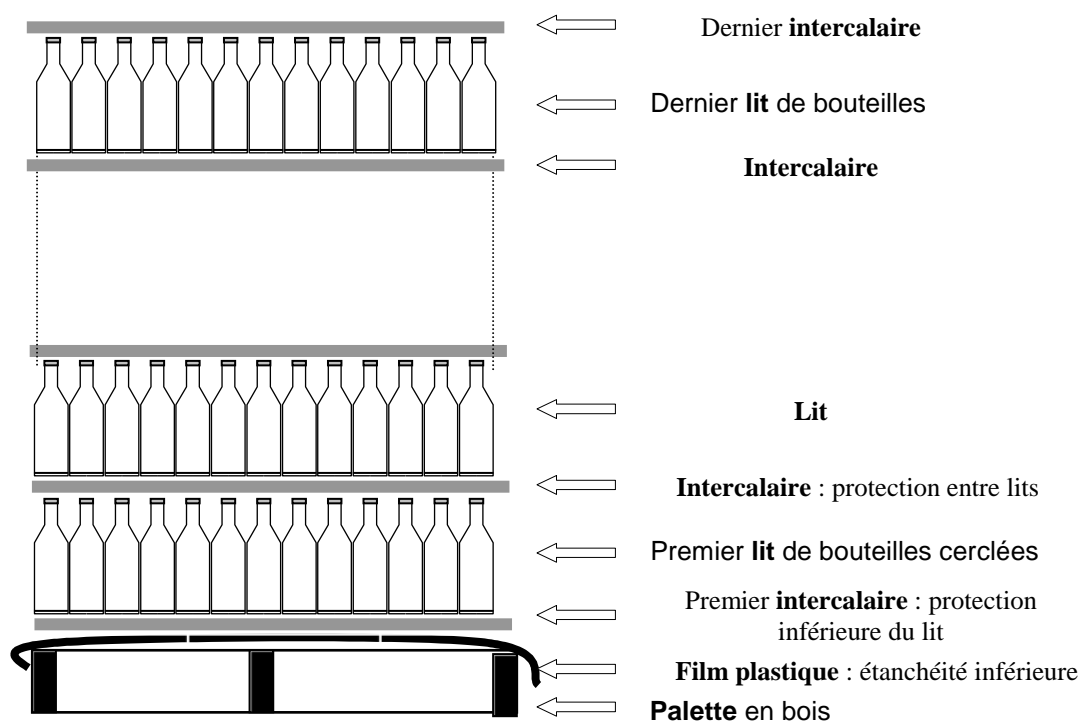 Dernier intercalaire
Dernier lit de bouteilles
Intercalaire
Lit
Intercalaire : protection entre lits
Premier lit de bouteilles cerclées
Premier intercalaire : protection
inférieure du lit
Film plastique : étanchéité inférieure
Palette en bois